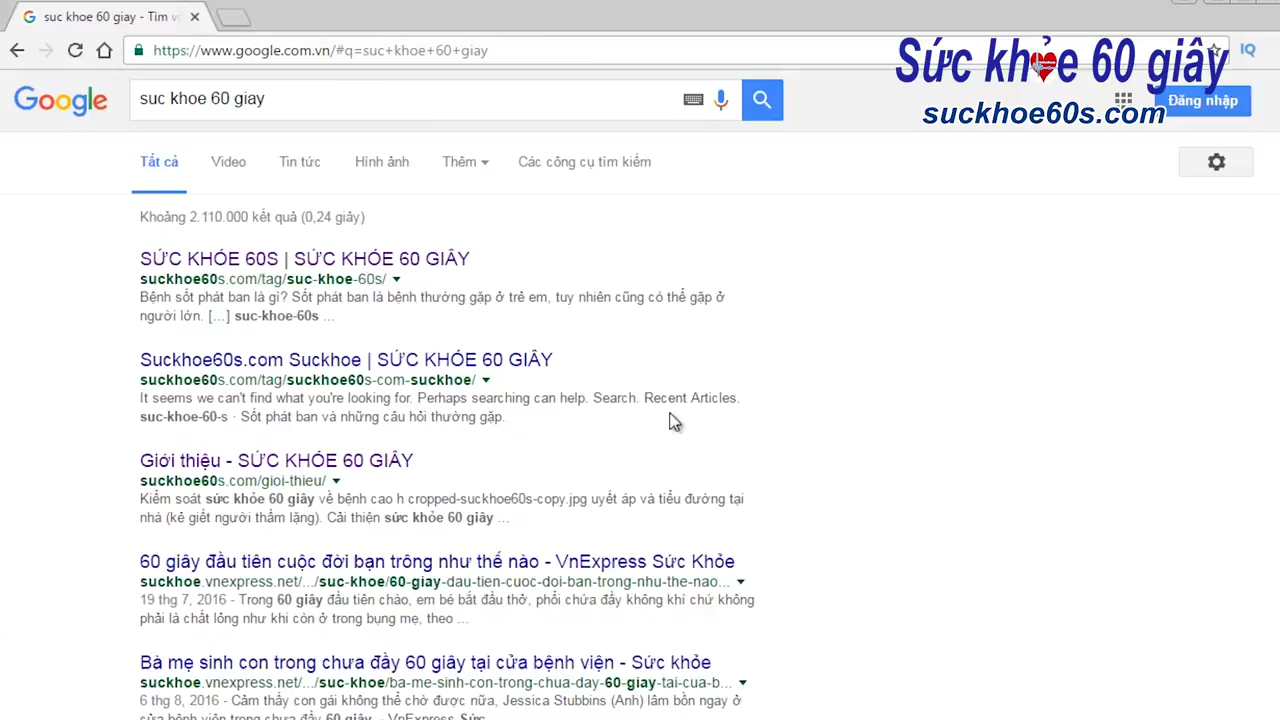 suc khoe 60 giay - Tìm
https://www.google.com.vn/#q=suc+khoe+60+giay
IQ
Sức khỏe 60 giây
suckhoe60s.com
Google
suc khoe 60 giay
Đăng nhập
Tất cả Video Tin tức Hình ảnh Thêm Các công cụ tìm kiếm
Khoảng 2.110.000 kết quả (0,24 giây)
SỨC KHỎE 60S | SỨC KHỎE 60 GIÂY
suckhoe60s.com/tag/suc-khoe-60s/
Bệnh sốt phát ban là gì? Sốt phát ban là bệnh thường gặp ở trẻ em, tuy nhiên cũng có thể gặp ở
người lớn. [...] suc-khoe-60s ...
Suckhoe60s.com Suckhoe | SỨC KHỎE 60 GIÂY
suckhoe60s.com/tag/suckhoe60s-com-suckhoe/
It seems we can't find what you're looking for. Perhaps searching can help. Search. Recent Articles.
suc-khoe-60-s · Sốt phát ban và những câu hỏi thường gặp.
Giới thiệu - SỨC KHỎE 60 GIÂY
suckhoe60s.com/gioi-thieu/
Kiểm soát sức khỏe 60 giây về bệnh cao h cropped-suckhoe60s-copy.jpg uyết áp và tiểu đường tại
nhà (kẻ giết người thầm lặng). Cải thiện sức khỏe 60 giây ...
60 giây đầu tiên cuộc đời bạn trông như thế nào - VnExpress Sức Khỏe
suckhoe.vnexpress.net/.../suc-khoe/60-giay-dau-tien-cuoc-doi-ban-trong-nhu-the-nao...
19 thg 7, 2016 - Trong 60 giây đầu tiên chào, em bé bắt đầu thở, phổi chứa đầy không khí chứ không
phải là chất lỏng như khi còn ở trong bụng mẹ, theo ...
Bà mẹ sinh con trong chưa đầy 60 giây tại cửa bệnh viện - Sức khỏe
suckhoe.vnexpress.net/.../suc-khoe/ba-me-sinh-con-trong-chua-day-60-giay-tai-cua-b...
6 thg 8, 2016 - Cảm thấy con gái không thể chờ được nữa, Jessica Stubbins (Anh) lâm bồn ngay ở
cửa bệnh viện trong chưa đầy 60 giây. - VnExpress Sức